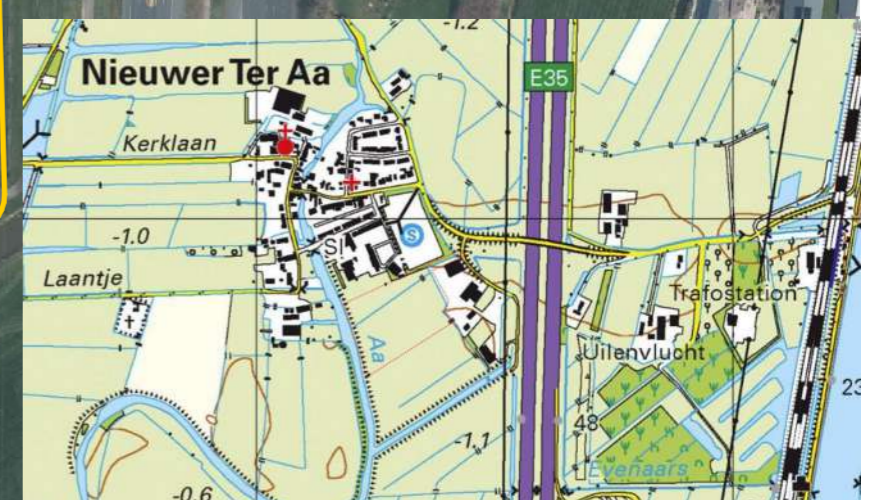 -1.2
Nieuwer Ter Aa
E35
Kerklaan
-1.0
S
Sl
Laantje
Trafostation
Aa
Uilenvlucht
23
48
-1.1
Evenaars
-0.6